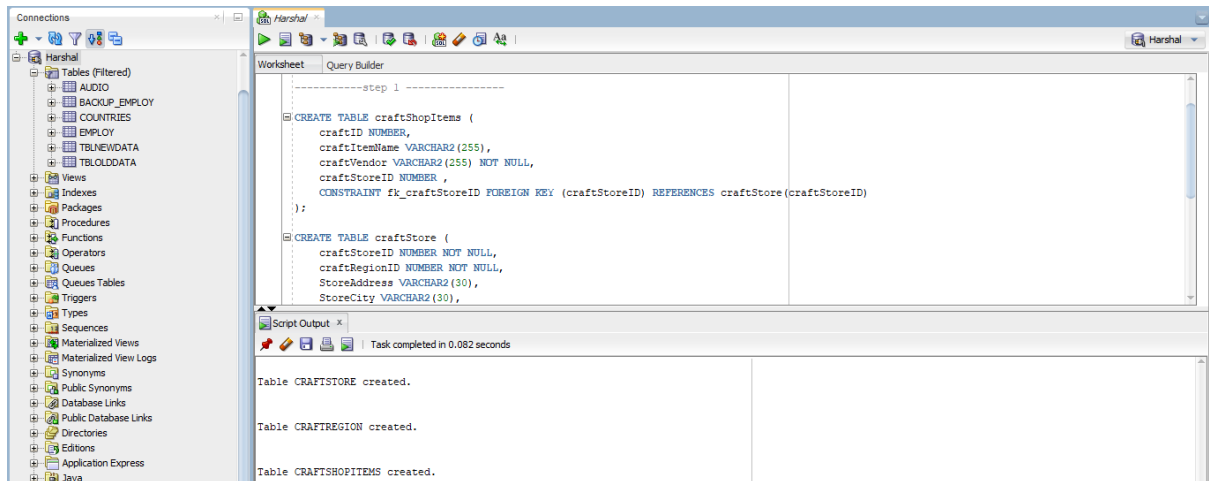 Connections
Harshal
Harshal
Worksheet Query Builder
Harshal
Tables (Filtered)
AUDIO
BACKUP_EMPLOY
COUNTRIES
EMPLOY
TBLNEWDATA
TBLOLDDATA
Views
Indexes
Packages
Procedures
Functions
Operators
Queues
Queues Tables
Triggers
Types
Sequences
Materialized Views
Materialized View Logs
Synonyms
Public Synonyms
Database Links
Public Database Links
Directories
Editions
Application Express
Java
-----------step 1 ----------------
CREATE TABLE craftShopItems (
craftID NUMBER,
craftItemName VARCHAR2(255),
craftVendor VARCHAR2(255) NOT NULL,
craftStoreID NUMBER ,
CONSTRAINT fk_craftStoreID FOREIGN KEY (craftStoreID) REFERENCES craftStore(craftStoreID)
);
CREATE TABLE craftStore (
craftStoreID NUMBER NOT NULL,
craftRegionID NUMBER NOT NULL,
StoreAddress VARCHAR2(30),
StoreCity VARCHAR2(30),
Script Output
Task completed in 0.082 seconds
Table CRAFTSTORE created.
Table CRAFTREGION created.
Table CRAFTSHOPITEMS created.